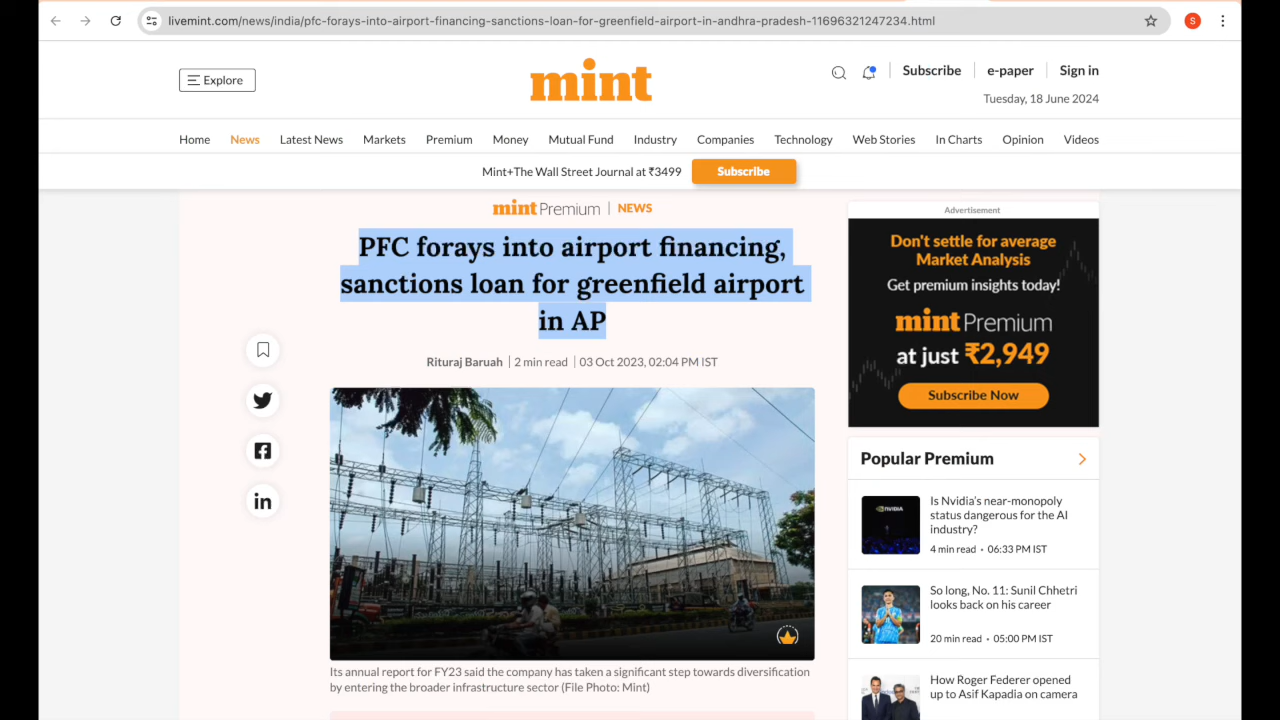 livemint.com/news/india/pfc-forays-into-airport-financing-sanctions-loan-for-greenfield-airport-in-andhra-pradesh-11696321247234.html
S
Explore
mint
Subscribe
e-paper
Sign in
Tuesday, 18 June 2024
Home
News
Latest News
Markets
Premium
Money
Mutual Fund
Industry
Companies
Technology
Web Stories
In Charts
Opinion
Videos
Mint+The Wall Street Journal at ₹3499
Subscribe
mint Premium | NEWS
PFC forays into airport financing,
sanctions loan for greenfield airport
in AP
Rituraj Baruah | 2 min read | 03 Oct 2023, 02:04 PM IST
Its annual report for FY23 said the company has taken a significant step towards diversification
by entering the broader infrastructure sector (File Photo: Mint)
Advertisement
Don't settle for average
Market Analysis
Get premium insights today!
mint Premium
at just ₹2,949
Subscribe Now
Popular Premium
NVIDIA
Is Nvidia's near-monopoly
status dangerous for the AI
industry?
4 min read • 06:33 PM IST
So long, No. 11: Sunil Chhetri
looks back on his career
20 min read • 05:00 PM IST
How Roger Federer opened
up to Asif Kapadia on camera